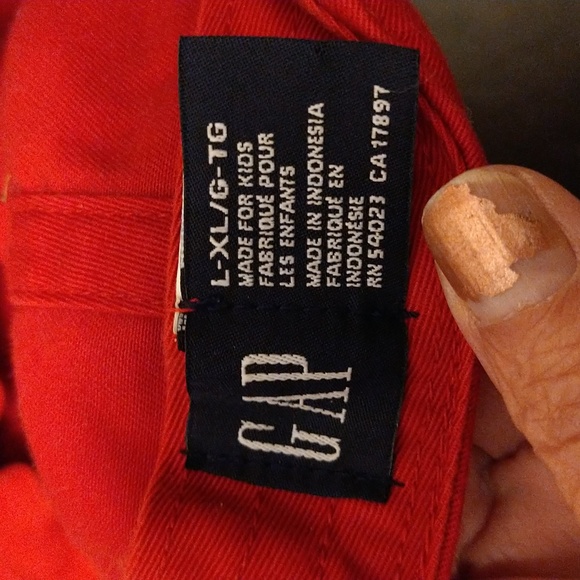 GAP
L-XL/G-TG
MADE FOR KIDS
FABRIQUÉ POUR
LES ENFANTS
MADE IN INDONESIA
FABRIQUÉ EN
INDONÉSIE
RN 54023 CA 17897